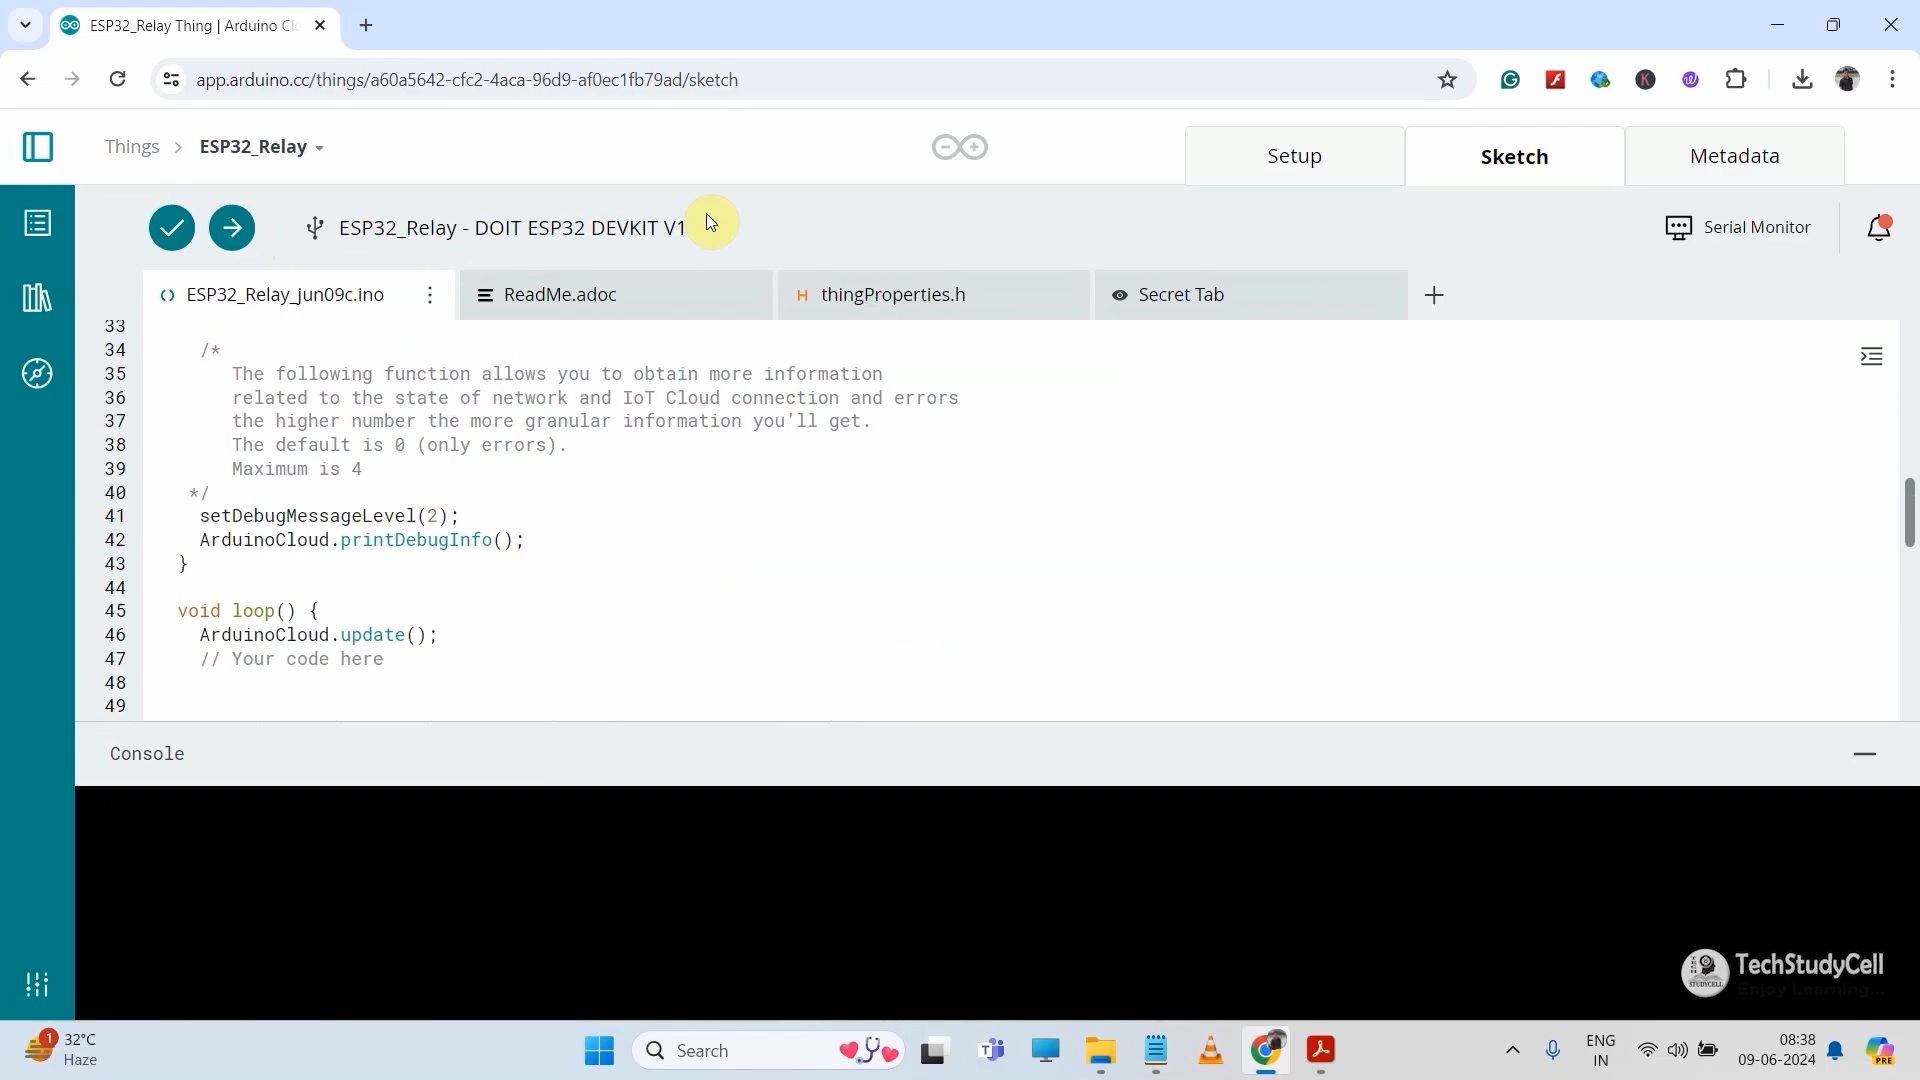 ESP32_Relay Thing | Arduino Cl
app.arduino.cc/things/a60a5642-cfc2-4aca-96d9-af0ec1fb79ad/sketch
Things > ESP32_Relay
Setup
Sketch
Metadata
ESP32_Relay - DOIT ESP32 DEVKIT V1
Serial Monitor
ESP32_Relay_jun09c.ino
ReadMe.adoc
H thingProperties.h
Secret Tab
33
34 /*
35 The following function allows you to obtain more information
36 related to the state of network and IoT Cloud connection and errors
37 the higher number the more granular information you'll get.
38 The default is 0 (only errors).
39 Maximum is 4
40 */
41 setDebugMessageLevel(2);
42 ArduinoCloud.printDebugInfo();
43 }
44
45 void loop() {
46 ArduinoCloud.update();
47 // Your code here
48
49
Console
STUDYCELL
TechStudyCell
Enjoy Learning...
1
32°C
Haze
Search
ENG
IN
08:38
09-06-2024
PRE